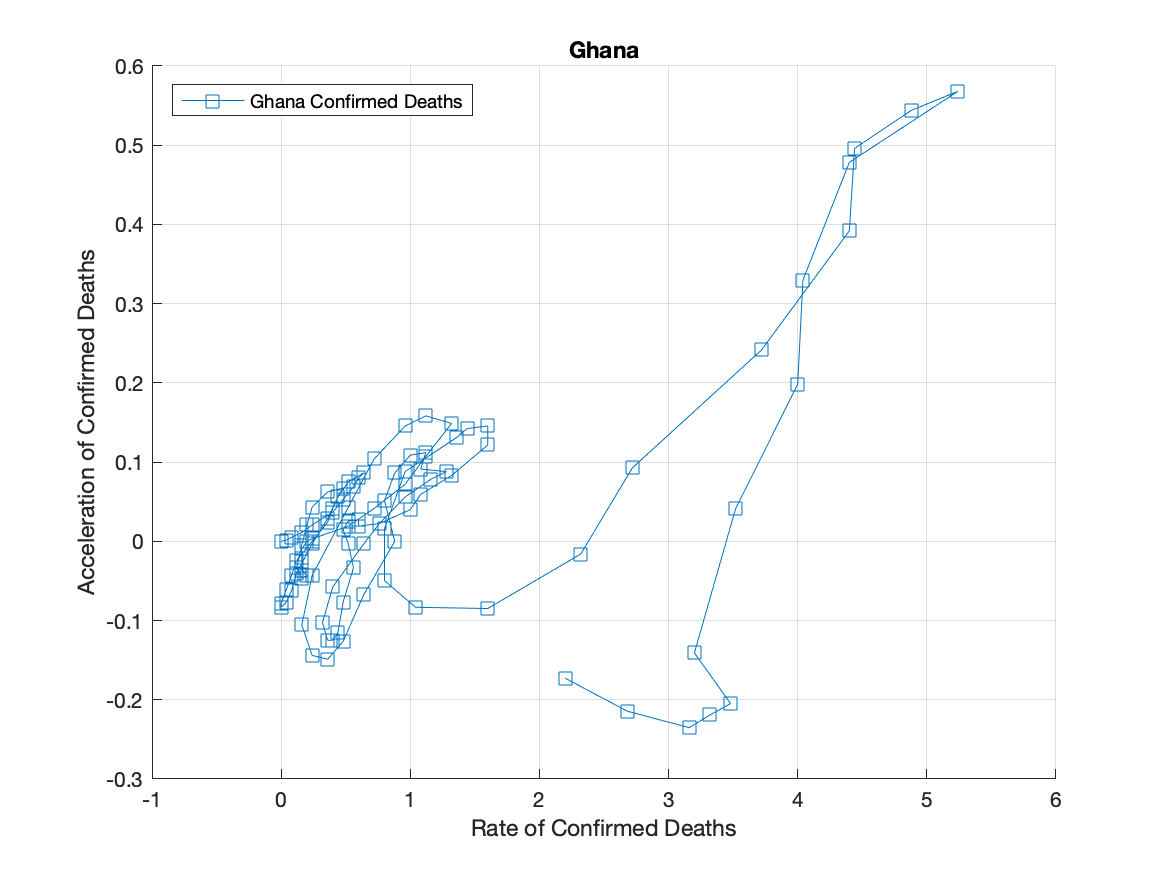 Ghana
Ghana Confirmed Deaths
0.6
0.5
0.4
0.3
0.2
0.1
0
-0.1
-0.2
-0.3
Acceleration of Confirmed Deaths
-1 0 1 2 3 4 5 6
Rate of Confirmed Deaths